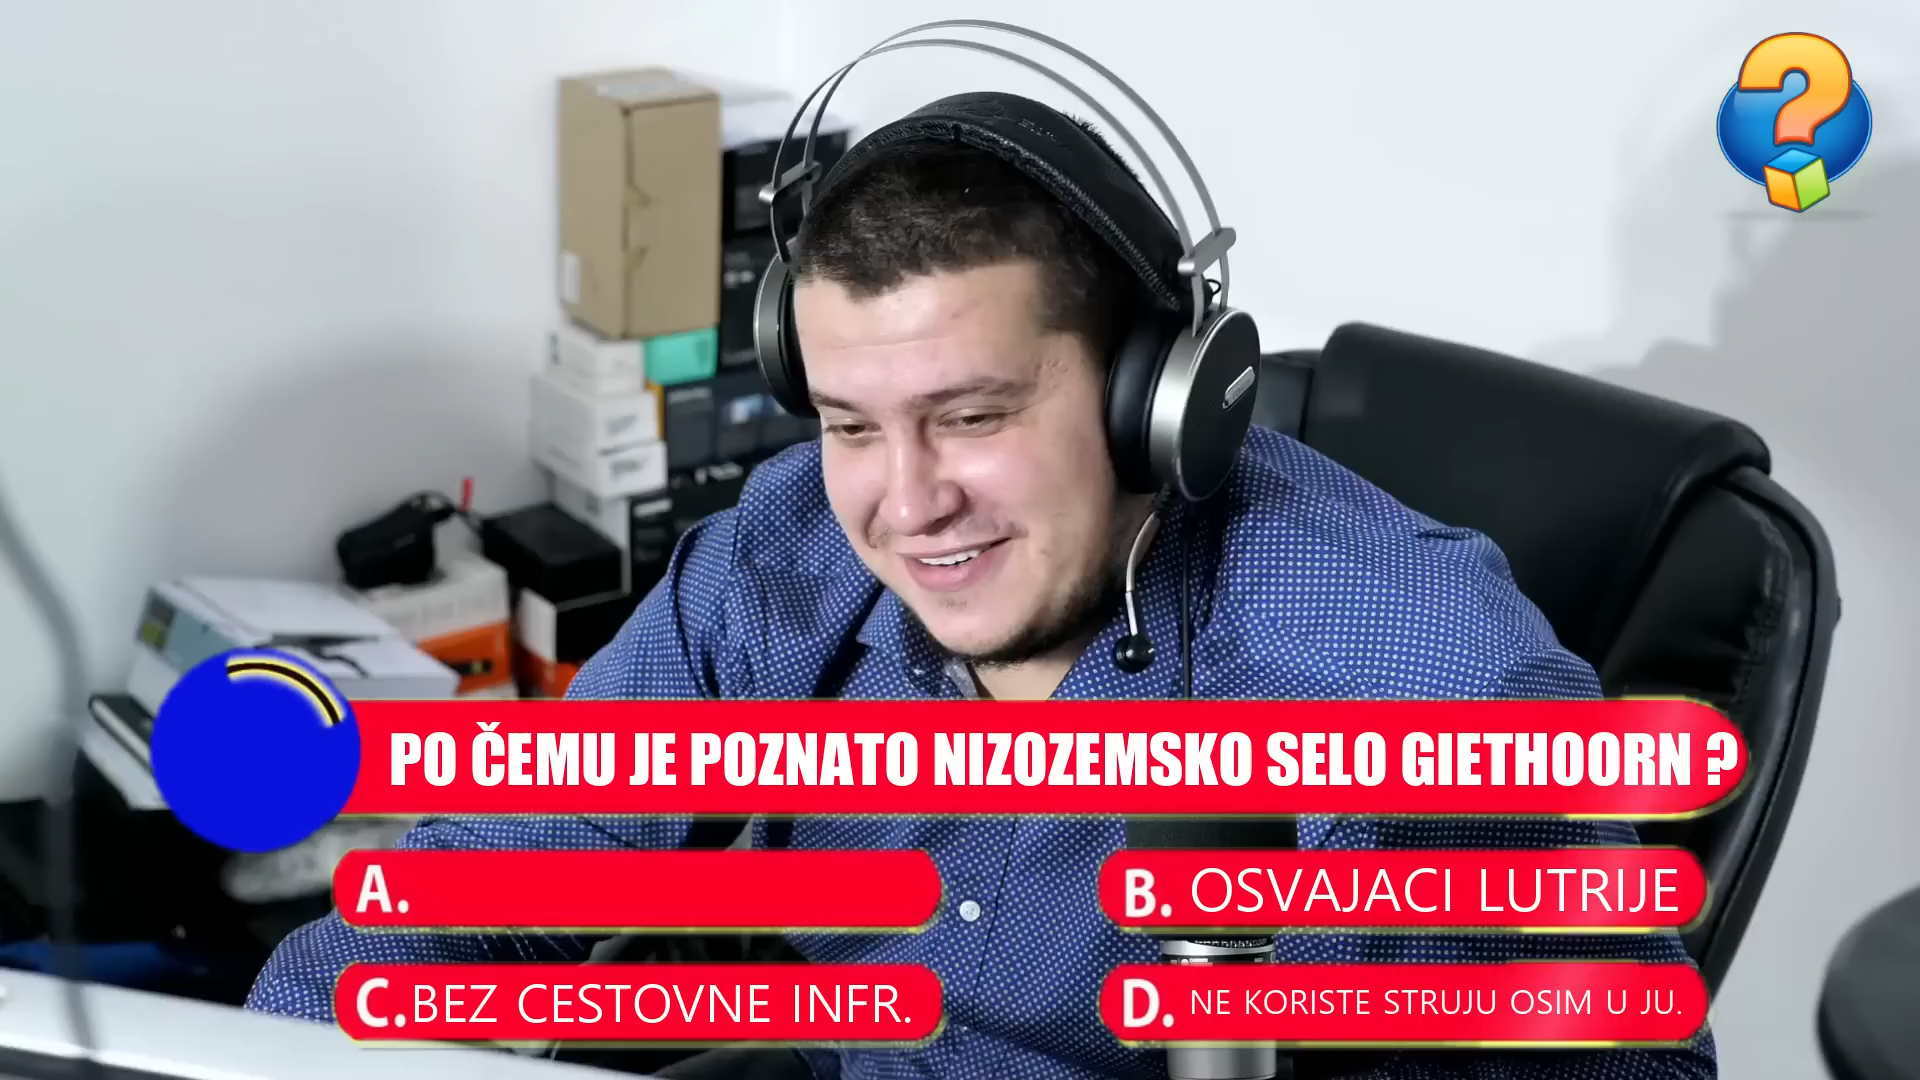 PO ČEMU JE POZNATO NIZOZEMSKO SELO GIETHOORN ?
A.
B. OSVAJACI LUTRIJE
C. BEZ CESTOVNE INFR.
D. NE KORISTE STRUJU OSIM U JU.